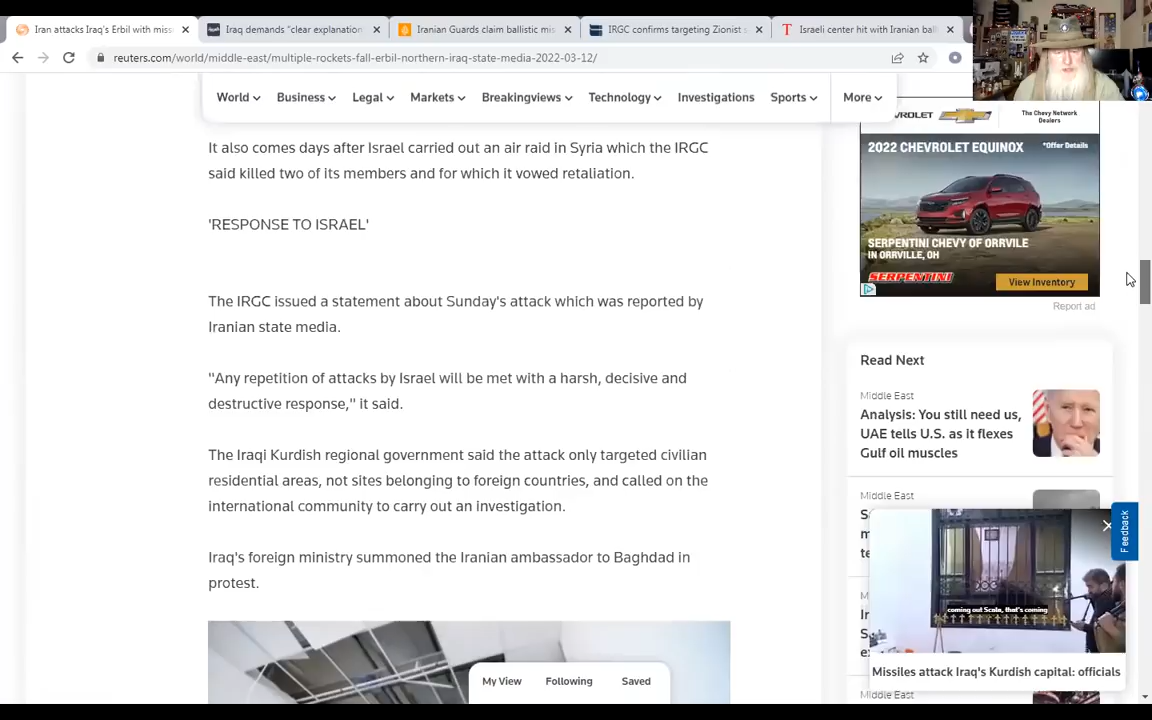 Iran attacks Iraq's Erbil with miss
Iraq demands "clear explanation"
Iranian Guards claim ballistic mis
IRGC confirms targeting Zionist s
Israeli center hit with Iranian ball
reuters.com/world/middle-east/multiple-rockets-fall-erbil-northern-iraq-state-media-2022-03-12/
World
Business
Legal
Markets
Breakingviews
Technology
Investigations
Sports
More
It also comes days after Israel carried out an air raid in Syria which the IRGC
said killed two of its members and for which it vowed retaliation.
'RESPONSE TO ISRAEL'
The IRGC issued a statement about Sunday's attack which was reported by
Iranian state media.
"Any repetition of attacks by Israel will be met with a harsh, decisive and
destructive response," it said.
The Iraqi Kurdish regional government said the attack only targeted civilian
residential areas, not sites belonging to foreign countries, and called on the
international community to carry out an investigation.
Iraq's foreign ministry summoned the Iranian ambassador to Baghdad in
protest.
My View
Following
Saved
The Chevy Network
Dealers
2022 CHEVROLET EQUINOX
*Offer Details
SERPENTINI CHEVY OF ORRVILE
IN ORRVILLE, OH
SERPENTINI
View Inventory
Report ad
Read Next
Middle East
Analysis: You still need us,
UAE tells U.S. as it flexes
Gulf oil muscles
Middle East
coming out Scala, that's coming
Missiles attack Iraq's Kurdish capital: officials
Middle East
Feedback